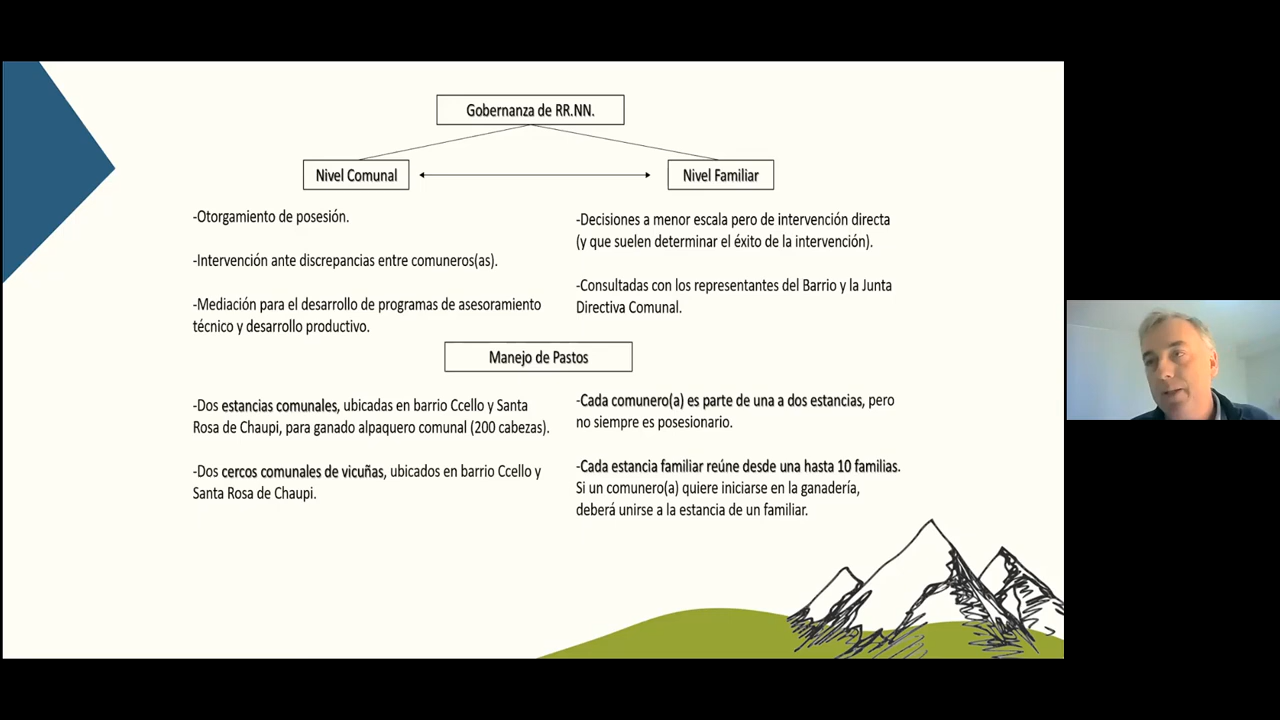 Gobernanza de RR.NN.
Nivel Comunal
Nivel Familiar
-Otorgamiento de posesión.
-Intervención ante discrepancias entre comuneros(as).
-Mediación para el desarrollo de programas de asesoramiento
técnico y desarrollo productivo.
-Decisiones a menor escala pero de intervención directa
(y que suelen determinar el éxito de la intervención).
-Consultadas con los representantes del Barrio y la Junta
Directiva Comunal.
Manejo de Pastos
-Dos estancias comunales, ubicadas en barrio Ccello y Santa
Rosa de Chaupi, para ganado alpaquero comunal (200 cabezas).
-Dos cercos comunales de vicuñas, ubicados en barrio Ccello y
Santa Rosa de Chaupi.
-Cada comunero(a) es parte de una a dos estancias, pero
no siempre es posesionario.
-Cada estancia familiar reúne desde una hasta 10 familias.
Si un comunero(a) quiere iniciarse en la ganadería,
deberá unirse a la estancia de un familiar.